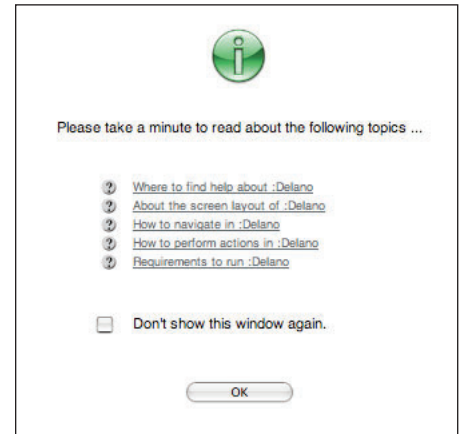 Please take a minute to read about the following topics ...
Where to find help about :Delano
About the screen layout of :Delano
How to navigate in :Delano
How to perform actions in :Delano
Requirements to run :Delano
Don't show this window again.
OK